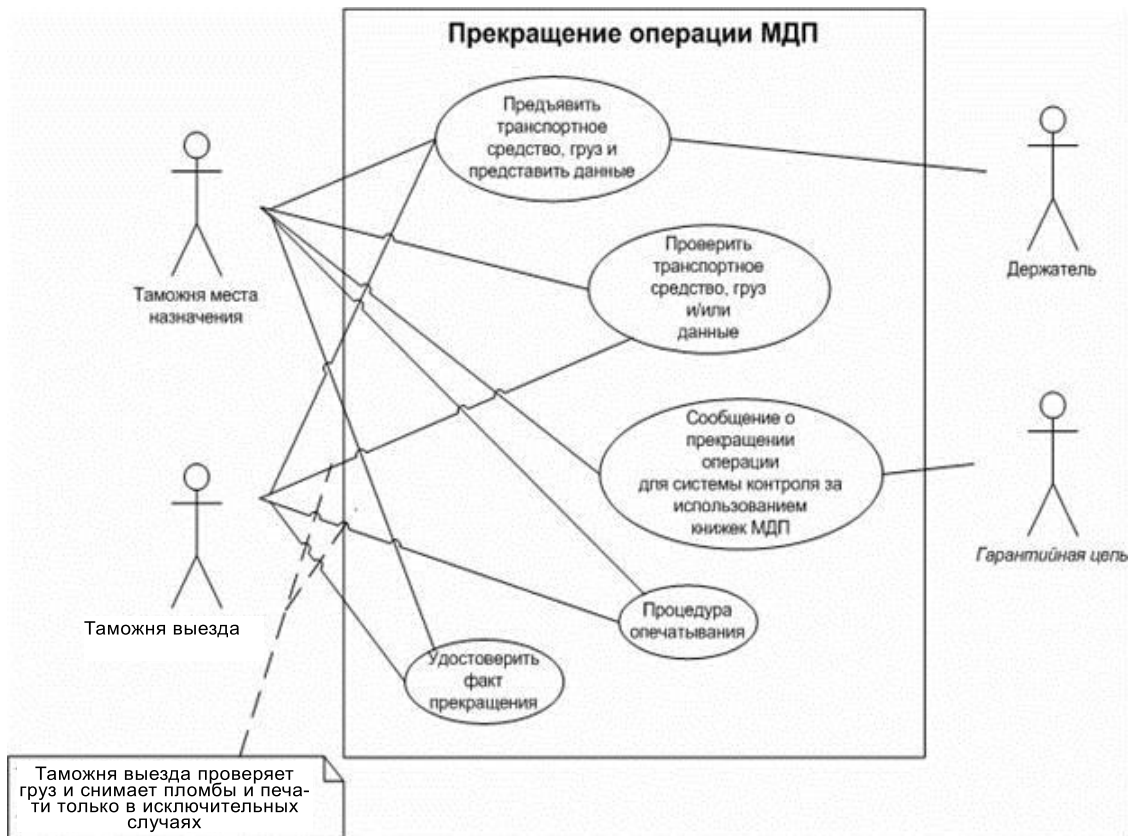 Прекращение операции МДП
Предъявить
транспортное
средство, груз и
представить данные
Проверить
транспортное
средство, груз
и/или
данные
Таможня места
назначения
Держатель
Сообщение о
прекращении
операции
для системы контроля за
использованием
книжек МДП
Гарантийная цепь
Таможня выезда
Процедура
опечатывания
Удостоверить
факт
прекращения
Таможня выезда проверяет
груз и снимает пломбы и печа-
ти только в исключительных
случаях